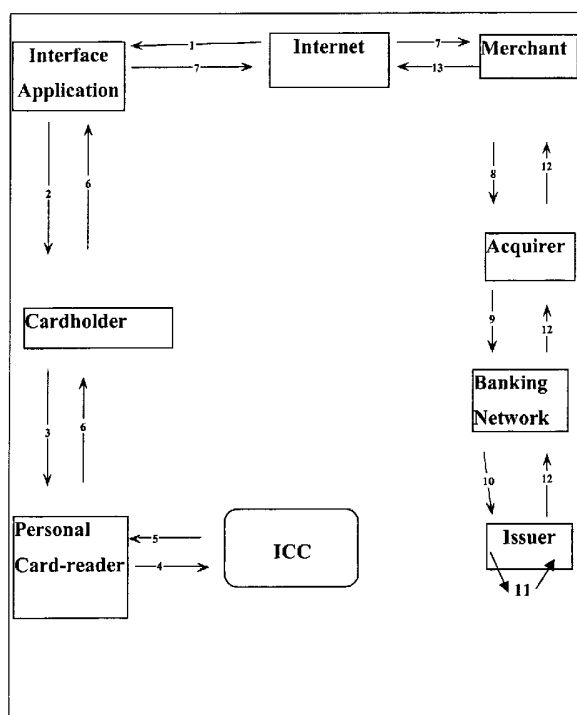 1
Internet
7
Merchant
Interface
Application
7
13
2
6
8
12
Acquirer
Cardholder
9
12
3
6
Banking
Network
10
12
Personal
Card-reader
5
4
ICC
Issuer
11